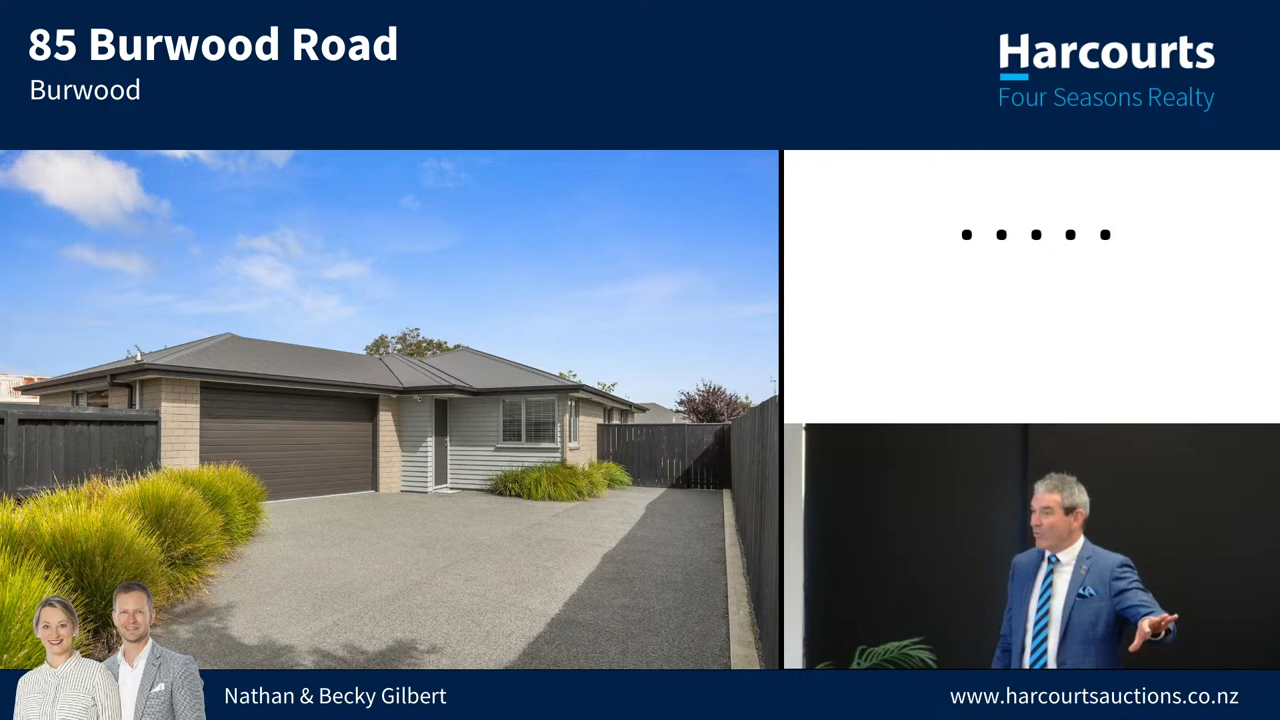 85 Burwood Road
Burwood
Harcourts
Four Seasons Realty
. . . . .
Nathan & Becky Gilbert
www.harcourtsauctions.co.nz